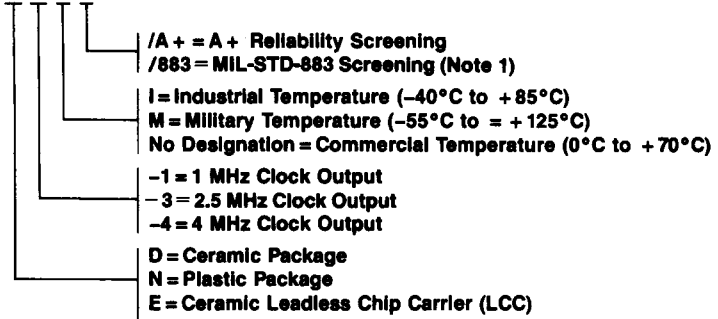 /A + = A + Reliability Screening
/883 = MIL-STD-883 Screening (Note 1)
I = Industrial Temperature (–40°C to +85°C)
M = Military Temperature (–55°C to = +125°C)
No Designation = Commercial Temperature (0°C to +70°C)
–1 = 1 MHz Clock Output
–3 = 2.5 MHz Clock Output
–4 = 4 MHz Clock Output
D = Ceramic Package
N = Plastic Package
E = Ceramic Leadless Chip Carrier (LCC)